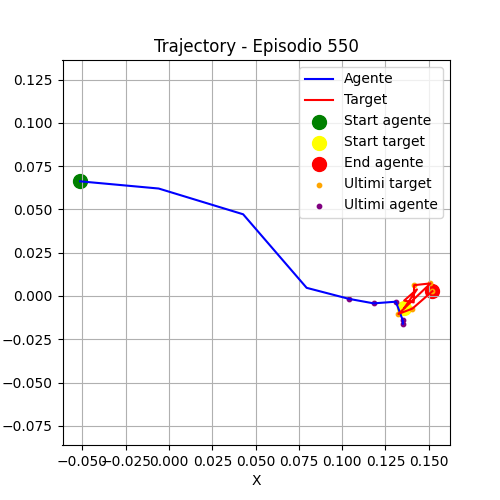 Trajectory - Episodio 550
0.125
0.100
0.075
0.050
0.025
0.000
−0.025
−0.050
−0.075
Agente
Target
Start agente
Start target
End agente
Ultimi target
Ultimi agente
−0.050 −0.025 0.000 0.025 0.050 0.075 0.100 0.125 0.150
X